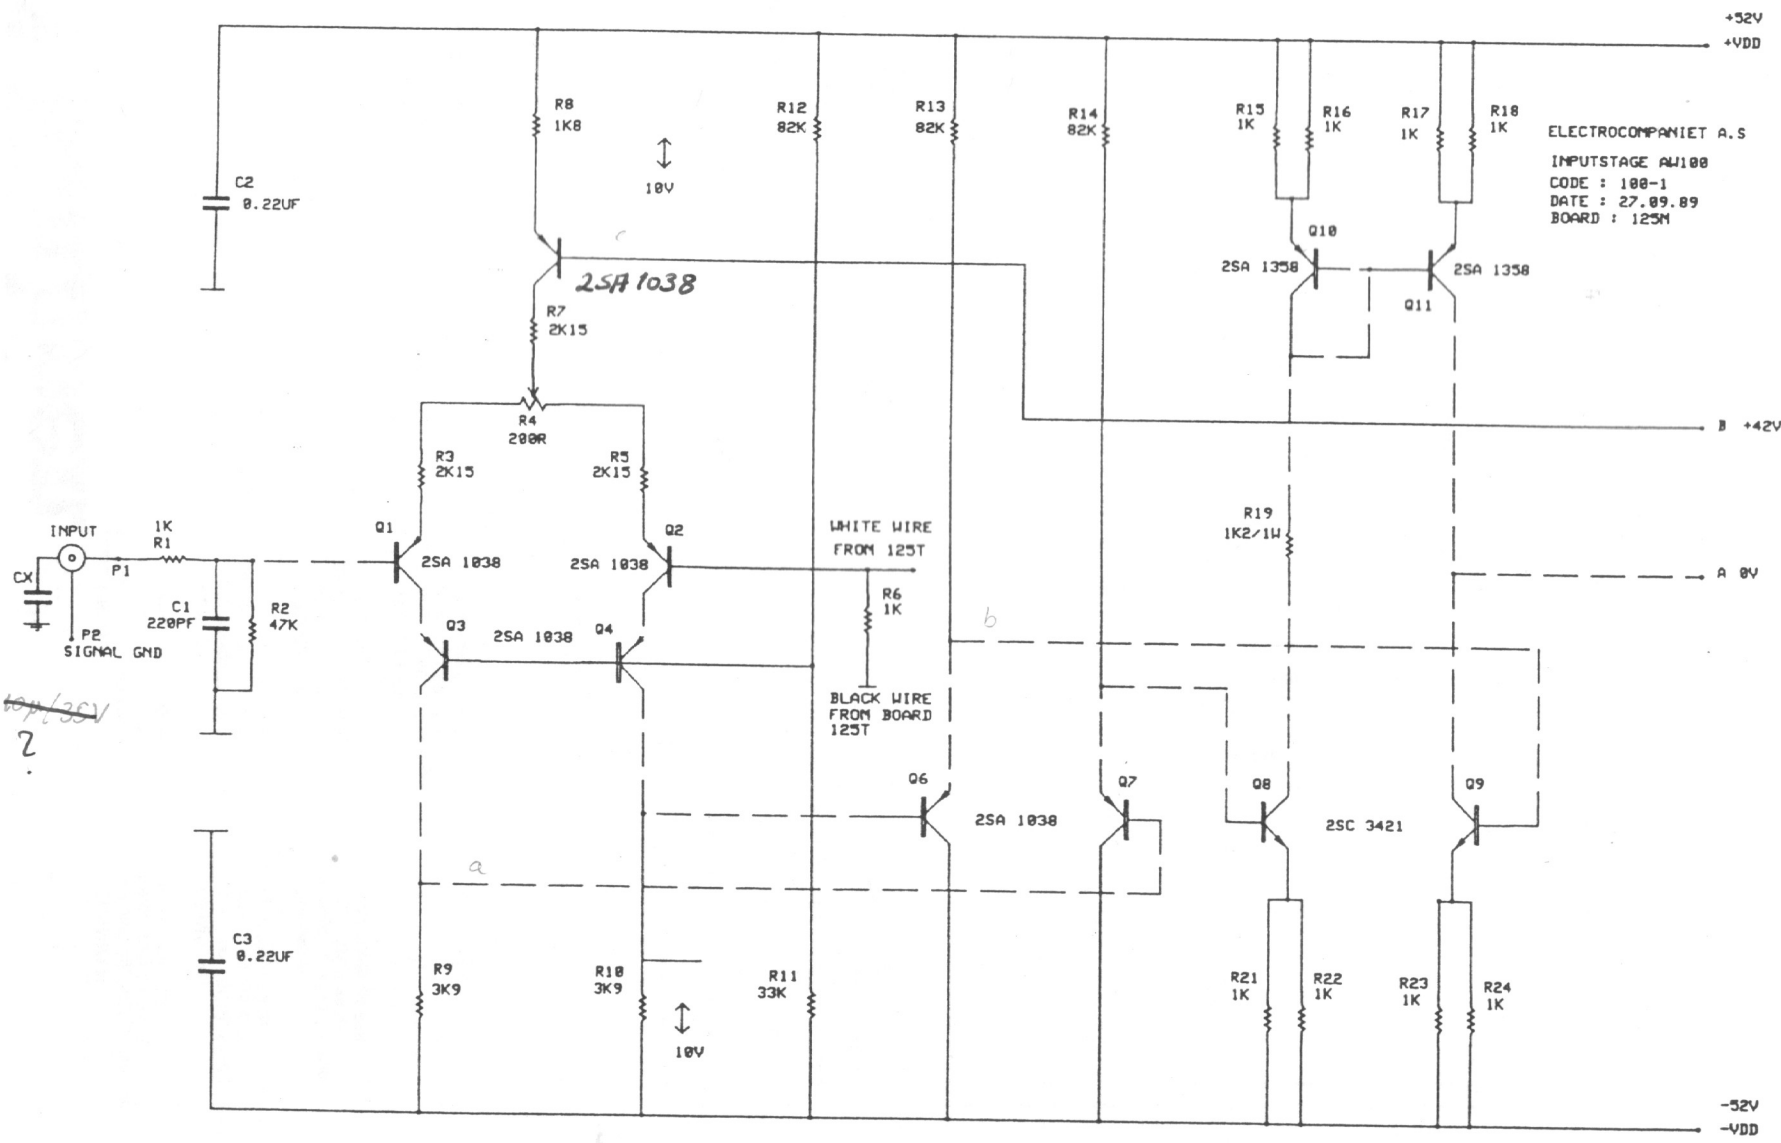 +52V
+VDD
R8
1K8
10V
R12
82K
R13
82K
R14
82K
R15
1K
R16
1K
R17
1K
R18
1K
ELECTROCOMPANIET A.S
INPUTSTAGE AW100
CODE : 100-1
DATE : 27.09.89
BOARD : 125M
C2
0.22UF
2SA1038
R7
2K15
Q10
2SA 1358
2SA 1358
Q11
R4
200R
B +42V
R3
2K15
R5
2K15
INPUT
1K
R1
Q1
2SA 1038
Q2
2SA 1038
WHITE WIRE
FROM 125T
R19
1K2/1W
A 0V
CX
P1
C1
220PF
R2
47K
R6
1K
b
P2
SIGNAL GND
Q3
2SA 1038
Q4
BLACK WIRE
FROM BOARD
125T
?
Q6
2SA 1038
Q7
Q8
2SC 3421
Q9
a
C3
0.22UF
R9
3K9
R10
3K9
10V
R11
33K
R21
1K
R22
1K
R23
1K
R24
1K
-52V
-VDD